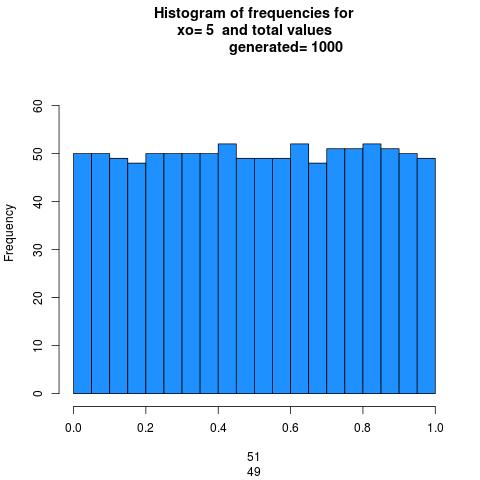 Histogram of frequencies for
xo= 5 and total values
generated= 1000
60
50
40
30
20
10
0
Frequency
0.0 0.2 0.4 0.6 0.8 1.0
51
49